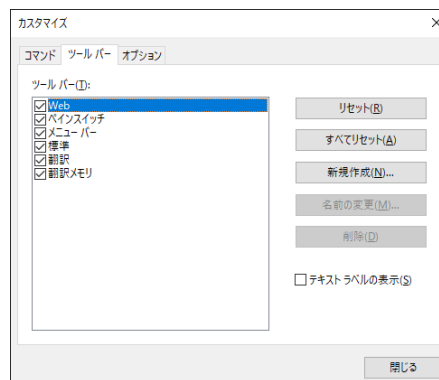 カスタマイズ
コマンド ツール バー オプション
ツール バー(T):
Web
ペインスイッチ
メニュー バー
標準
翻訳
翻訳メモリ
リセット(R)
すべてリセット(A)
新規作成(N)...
名前の変更(M)...
削除(D)
テキスト ラベルの表示(S)
閉じる